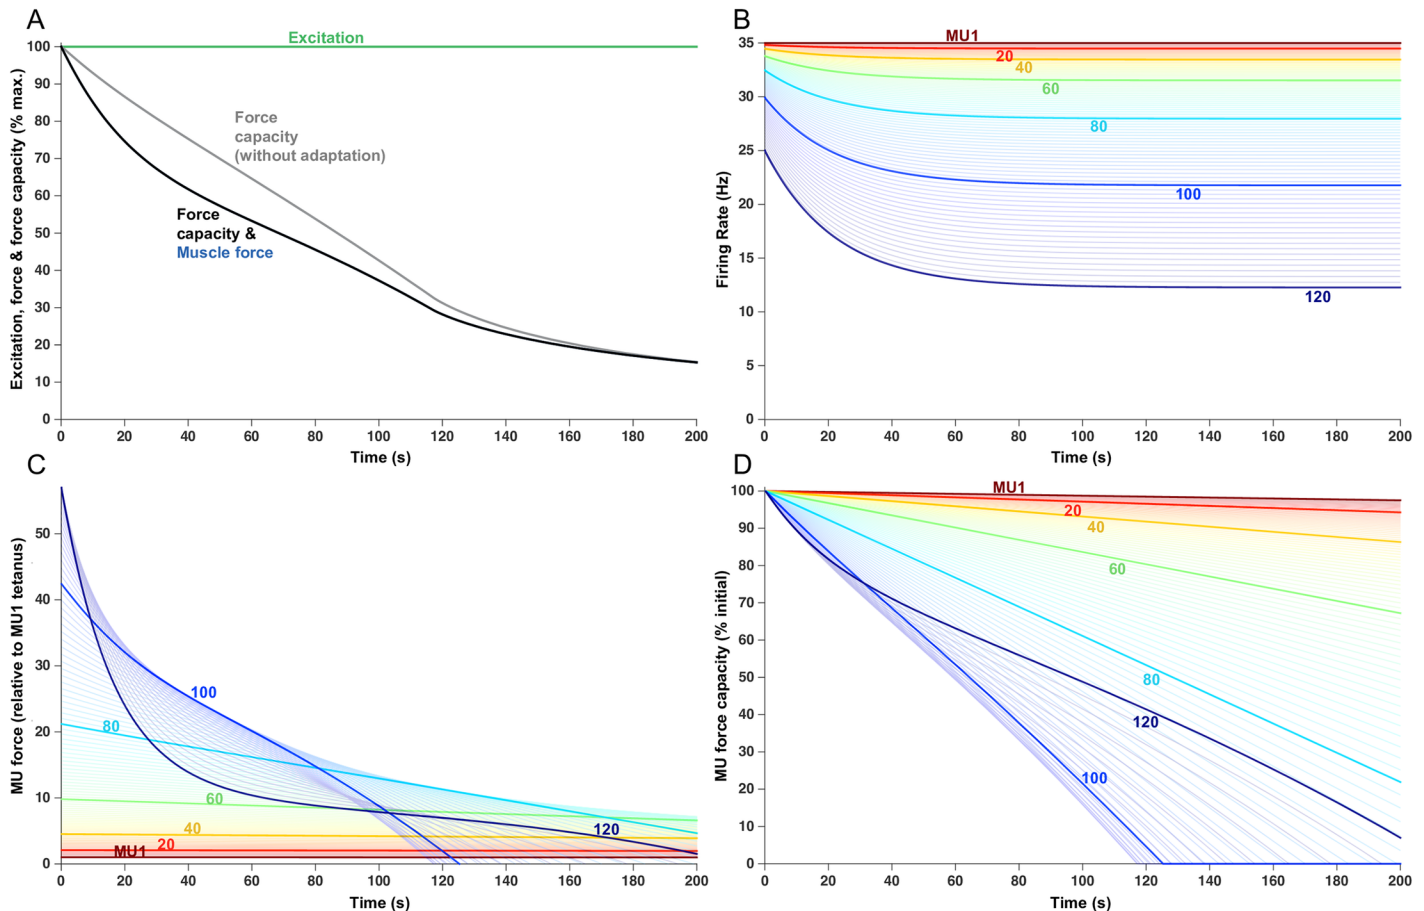 A
Excitation, force & force capacity (% max.)
100
90
80
70
60
50
40
30
20
10
0
Excitation
Force
capacity
(without adaptation)
Force
capacity &
Muscle force
0 20 40 60 80 100 120 140 160 180 200
Time (s)
B
Firing Rate (Hz)
35
30
25
20
15
10
5
0
MU1
20
40
60
80
100
120
0 20 40 60 80 100 120 140 160 180 200
Time (s)
C
MU force (relative to MU1 tetanus)
50
40
30
20
10
0
100
80
60
40
20
MU1
120
0 20 40 60 80 100 120 140 160 180 200
Time (s)
D
MU force capacity (% initial)
100
90
80
70
60
50
40
30
20
10
0
MU1
20
40
60
80
120
100
0 20 40 60 80 100 120 140 160 180 200
Time (s)